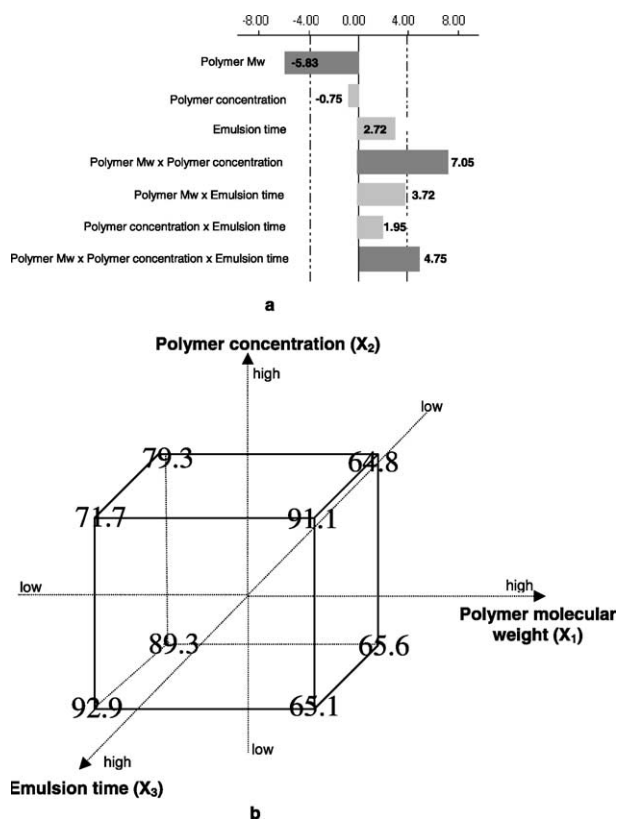 -8.00 -4.00 0.00 4.00 8.00
Polymer Mw -5.83
Polymer concentration -0.75
Emulsion time 2.72
Polymer Mw x Polymer concentration 7.05
Polymer Mw x Emulsion time 3.72
Polymer concentration x Emulsion time 1.95
Polymer Mw x Polymer concentration x Emulsion time 4.75
a
Polymer concentration (X₂)
high
low
79.3 64.8
71.7 91.1
low high
Polymer molecular
weight (X₁)
89.3 65.6
92.9 65.1
low
high
Emulsion time (X₃)
b